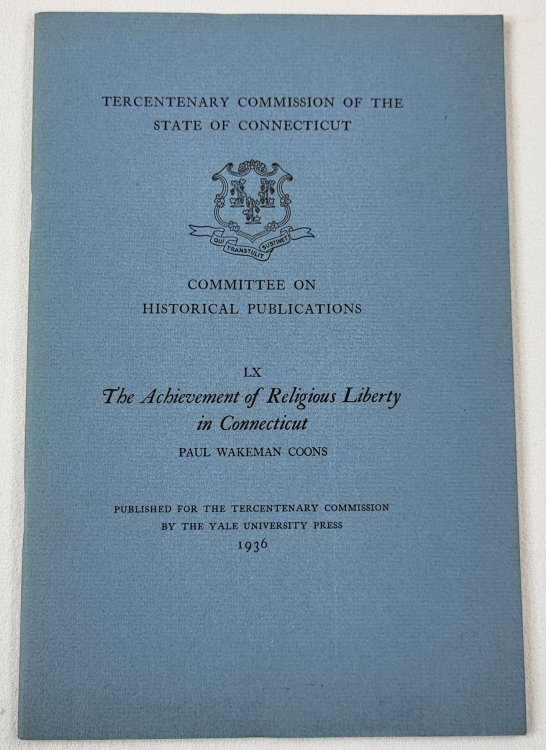 TERCENTENARY COMMISSION OF THE
STATE OF CONNECTICUT
QUI TRANSTULIT SUSTINET
COMMITTEE ON
HISTORICAL PUBLICATIONS
LX
The Achievement of Religious Liberty
in Connecticut
PAUL WAKEMAN COONS
PUBLISHED FOR THE TERCENTENARY COMMISSION
BY THE YALE UNIVERSITY PRESS
1936